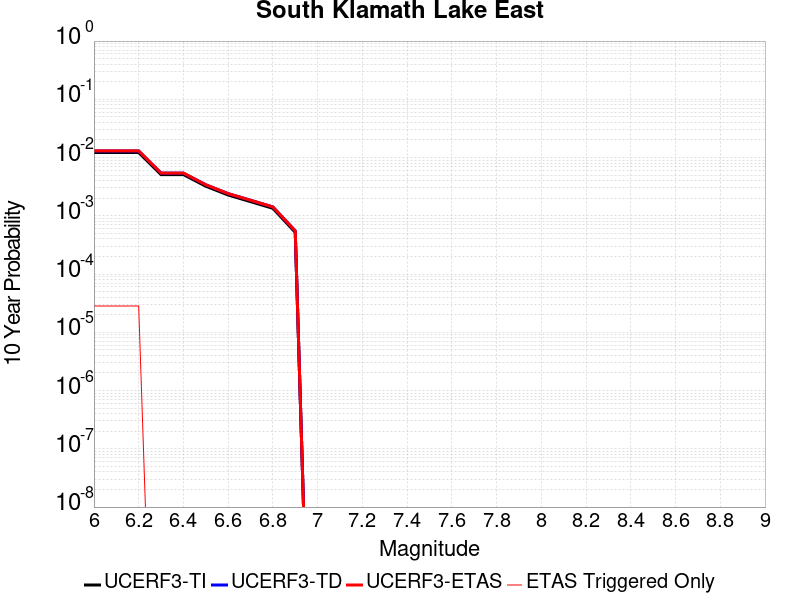 South Klamath Lake East
10 0
10 -1
10 -2
10 -3
10 -4
10 -5
10 -6
10 -7
10 -8
10 Year Probability
6 6.2 6.4 6.6 6.8 7 7.2 7.4 7.6 7.8 8 8.2 8.4 8.6 8.8 9
Magnitude
UCERF3-TI UCERF3-TD UCERF3-ETAS ETAS Triggered Only